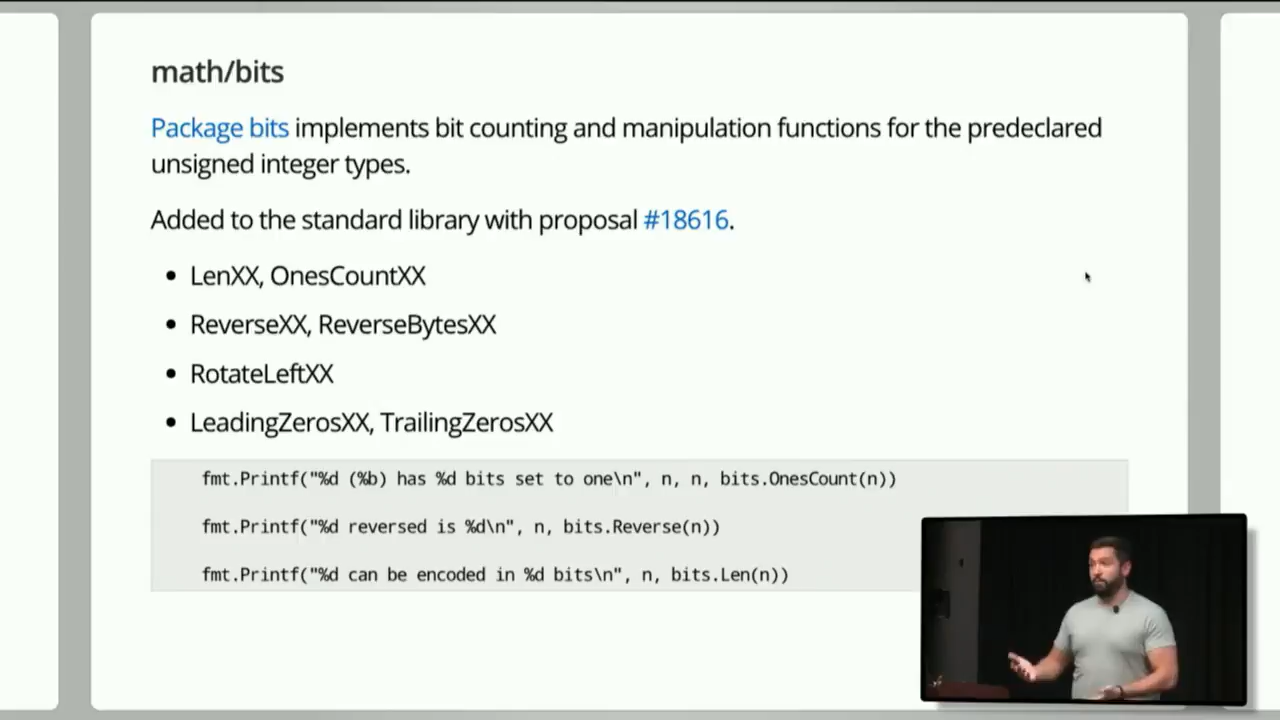 math/bits
Package bits implements bit counting and manipulation functions for the predeclared
unsigned integer types.
Added to the standard library with proposal #18616.
• LenXX, OnesCountXX
• ReverseXX, ReverseBytesXX
• RotateLeftXX
• LeadingZerosXX, TrailingZerosXX
fmt.Printf("%d (%b) has %d bits set to one\n", n, n, bits.OnesCount(n))
fmt.Printf("%d reversed is %d\n", n, bits.Reverse(n))
fmt.Printf("%d can be encoded in %d bits\n", n, bits.Len(n))